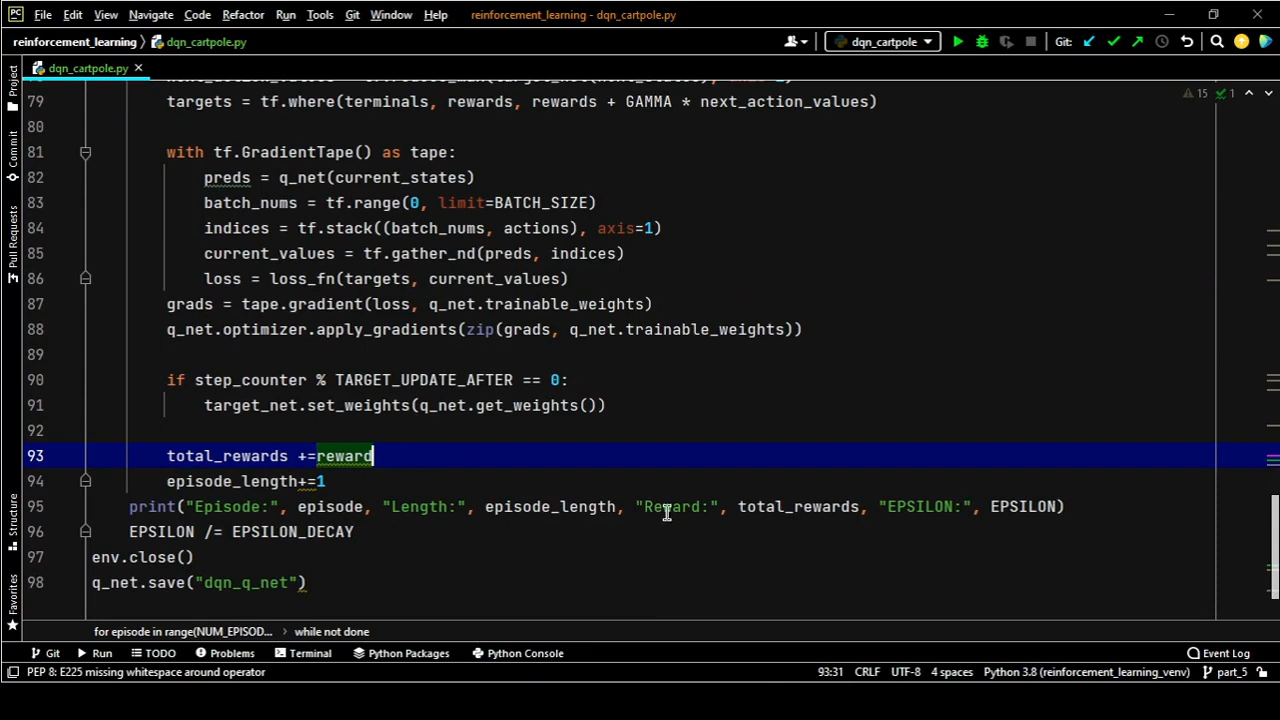 PC File Edit View Navigate Code Refactor Run Tools Git Window Help reinforcement_learning - dqn_cartpole.py
reinforcement_learning dqn_cartpole.py dqn_cartpole Git:
dqn_cartpole.py
Project
Commit
Pull Requests
Structure
Favorites
15 1
79 targets = tf.where(terminals, rewards, rewards + GAMMA * next_action_values)
80
81 with tf.GradientTape() as tape:
82 preds = q_net(current_states)
83 batch_nums = tf.range(0, limit=BATCH_SIZE)
84 indices = tf.stack((batch_nums, actions), axis=1)
85 current_values = tf.gather_nd(preds, indices)
86 loss = loss_fn(targets, current_values)
87 grads = tape.gradient(loss, q_net.trainable_weights)
88 q_net.optimizer.apply_gradients(zip(grads, q_net.trainable_weights))
89
90 if step_counter % TARGET_UPDATE_AFTER == 0:
91 target_net.set_weights(q_net.get_weights())
92
93 total_rewards +=reward
94 episode_length+=1
95 print("Episode:", episode, "Length:", episode_length, "Reward:", total_rewards, "EPSILON:", EPSILON)
96 EPSILON /= EPSILON_DECAY
97 env.close()
98 q_net.save("dqn_q_net")
for episode in range(NUM_EPISOD... › while not done
Git Run TODO Problems Terminal Python Packages Python Console Event Log
PEP 8: E225 missing whitespace around operator 93:31 CRLF UTF-8 4 spaces Python 3.8 (reinforcement_learning_venv) part_5